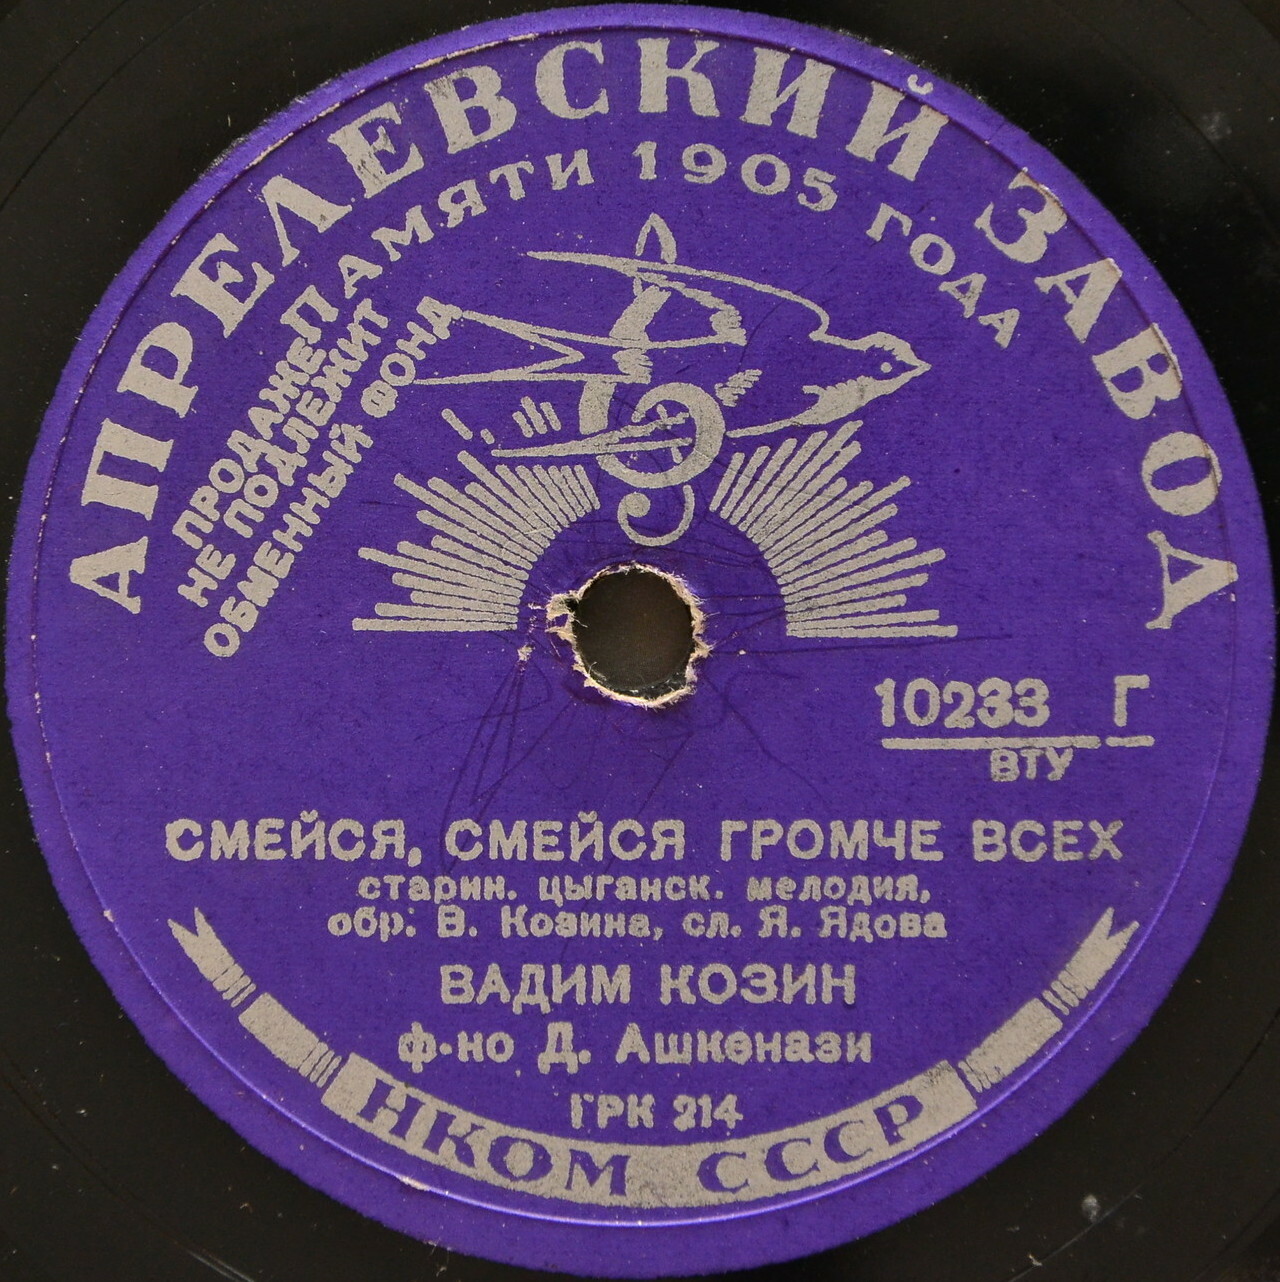 АПРЕЛЕВСКИЙ ЗАВОД
ПАМЯТИ 1905 ГОДА
ПРОДАЖЕ
НЕ ПОДЛЕЖИТ
ОБМЕННЫЙ ФОНД
10233 Г
ВТУ
СМЕЙСЯ, СМЕЙСЯ ГРОМЧЕ ВСЕХ
старин. цыганск. мелодия,
обр. В. Козина, сл. Я. Ядова
ВАДИМ КОЗИН
ф-но Д. Ашкенази
ГРК 214
НКОМ СССР